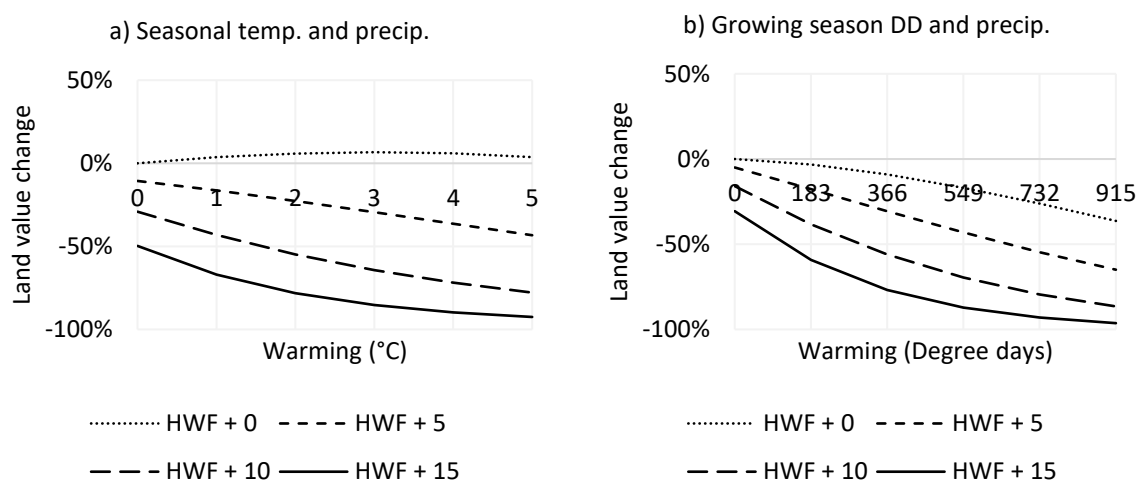 a) Seasonal temp. and precip.
50%
0%
-50%
-100%
Land value change
0 1 2 3 4 5
Warming (°C)
HWF + 0 HWF + 5
HWF + 10 HWF + 15
b) Growing season DD and precip.
50%
0%
-50%
-100%
Land value change
0 183 366 549 732 915
Warming (Degree days)
HWF + 0 HWF + 5
HWF + 10 HWF + 15